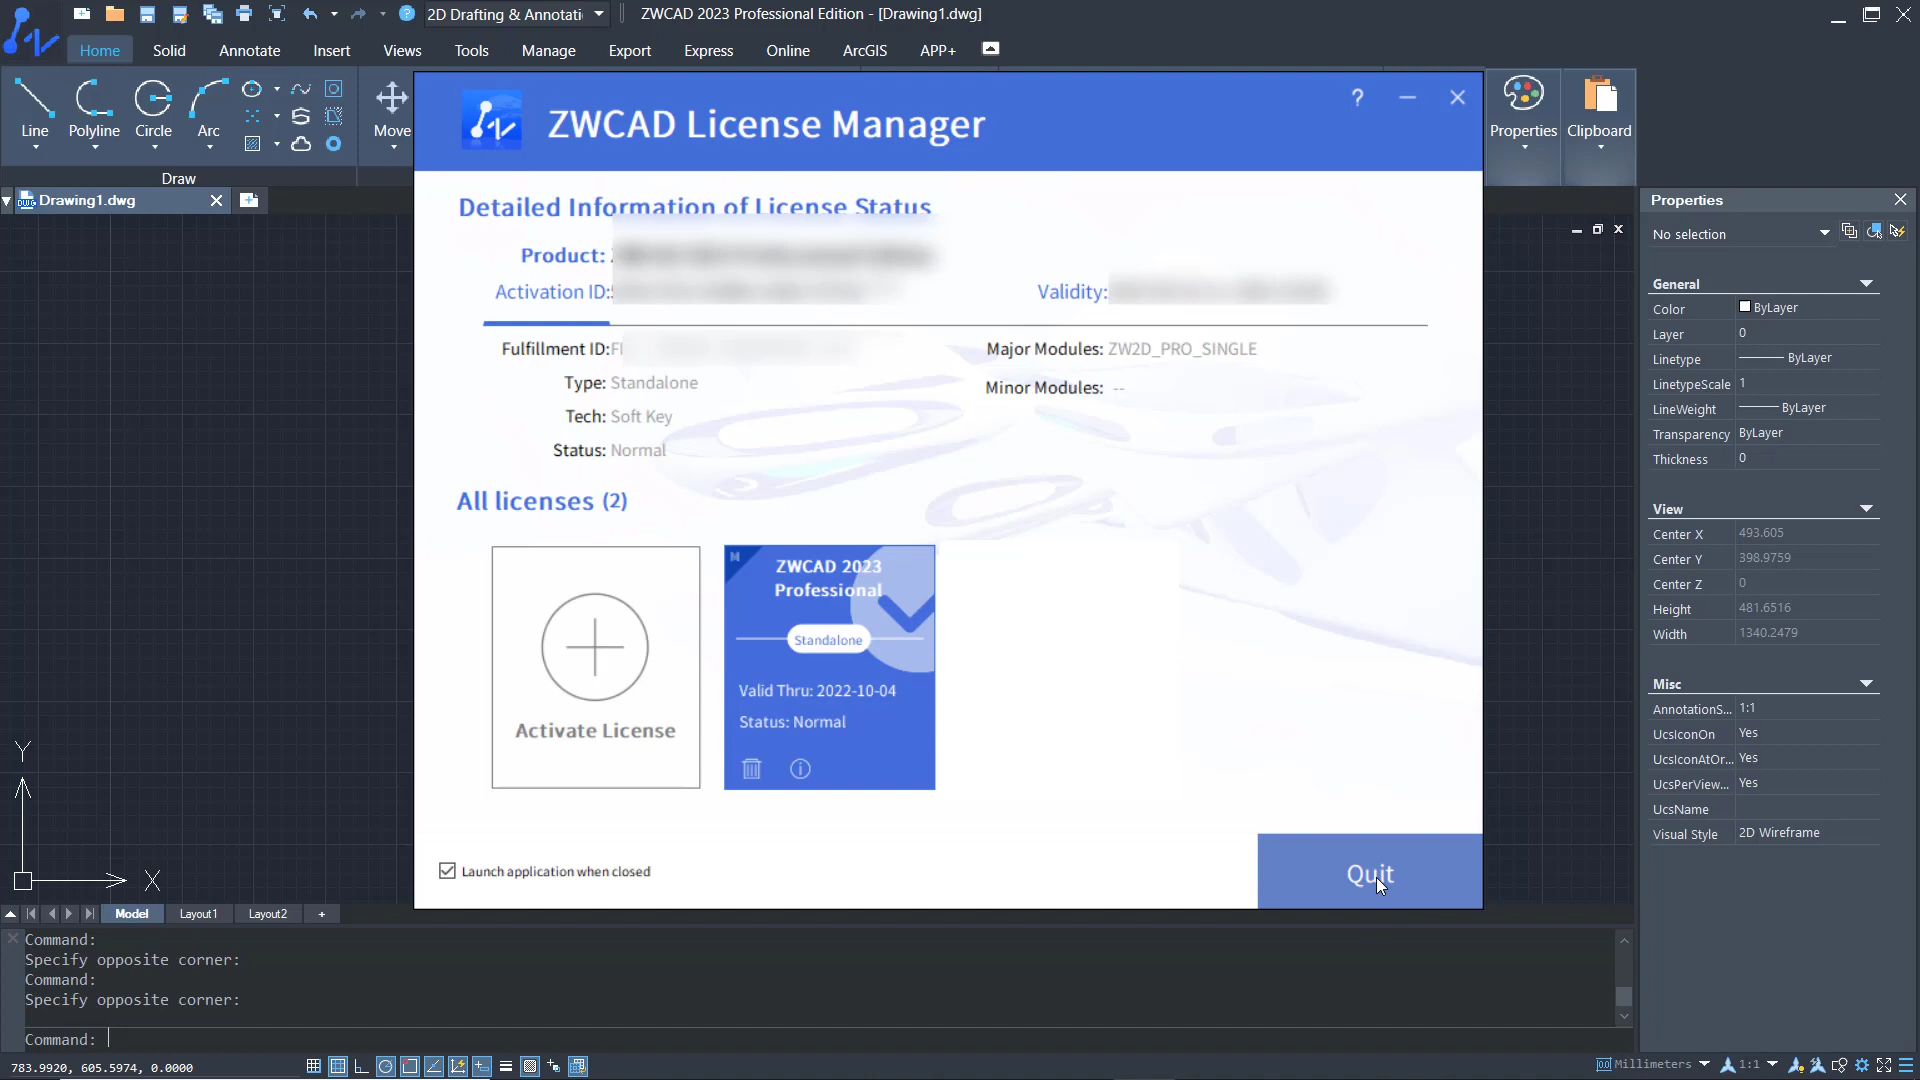 2D Drafting & Annotati
ZWCAD 2023 Professional Edition - [Drawing1.dwg]
Home Solid Annotate Insert Views Tools Manage Export Express Online ArcGIS APP+
Line Polyline Circle Arc Move
Draw
Properties Clipboard
Drawing1.dwg
ZWCAD License Manager
Detailed Information of License Status
Product:
Activation ID:
Validity:
Fulfillment ID:
Major Modules: ZW2D_PRO_SINGLE
Type: Standalone
Minor Modules: --
Tech: Soft Key
Status: Normal
All licenses (2)
Activate License
M
ZWCAD 2023
Professional
Standalone
Valid Thru: 2022-10-04
Status: Normal
Launch application when closed
Quit
Properties
No selection
General
Color ByLayer
Layer 0
Linetype ByLayer
LinetypeScale 1
LineWeight ByLayer
Transparency ByLayer
Thickness 0
View
Center X 493.605
Center Y 398.9759
Center Z 0
Height 481.6516
Width 1340.2479
Misc
AnnotationS... 1:1
UcsIconOn Yes
UcsIconAtOr... Yes
UcsPerView... Yes
UcsName
Visual Style 2D Wireframe
Y
X
Model Layout1 Layout2 +
Command:
Specify opposite corner:
Command:
Specify opposite corner:
Command:
783.9920, 605.5974, 0.0000
Millimeters 1:1